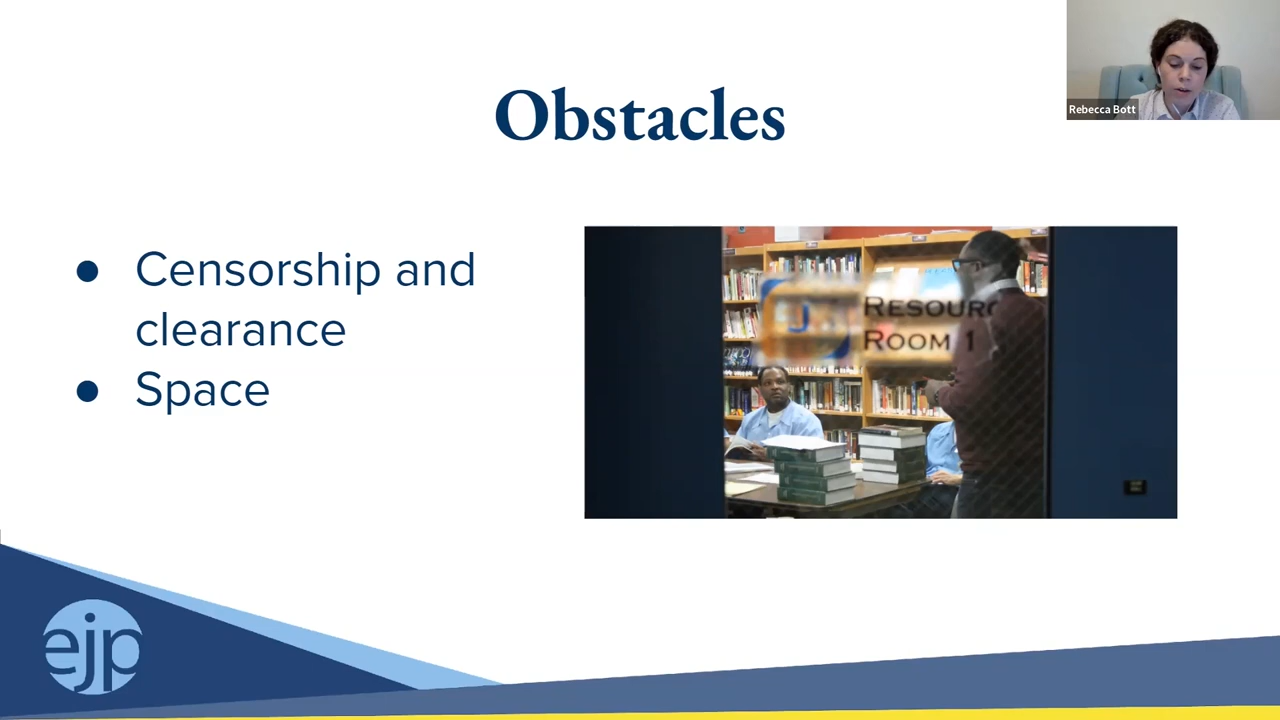 Rebecca Bott
Obstacles
● Censorship and
clearance
● Space
RESOURC
ROOM 1
ejp